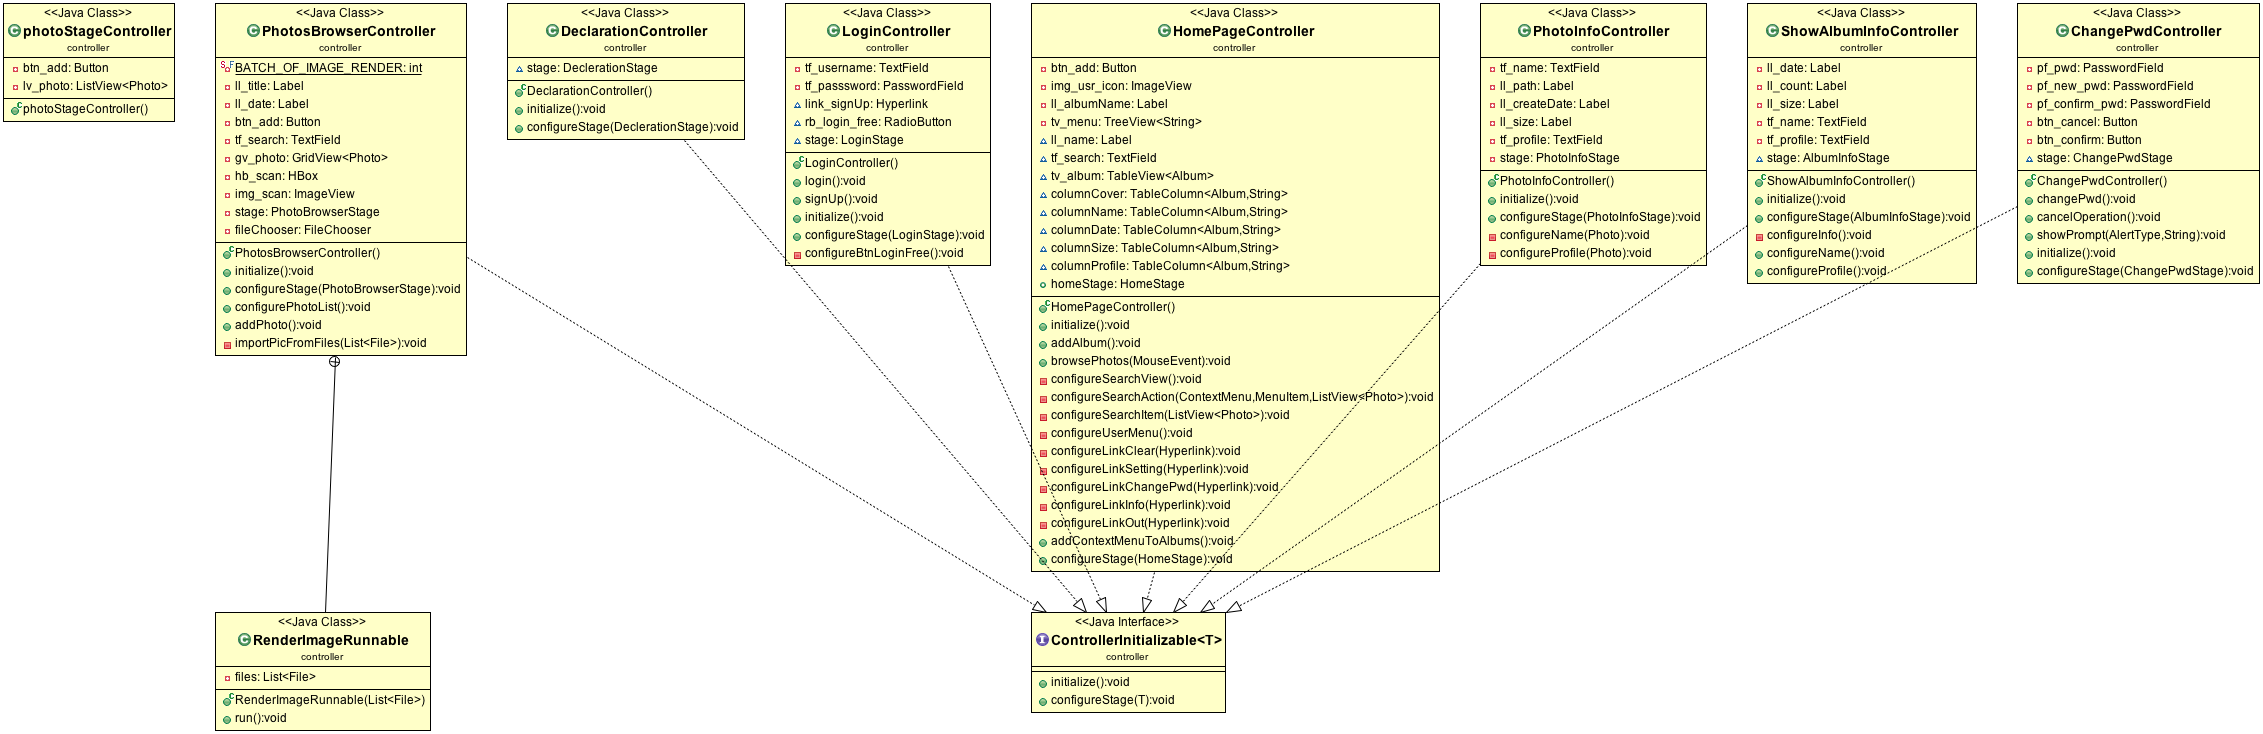 <<Java Class>>
photoStageController
controller
btn_add: Button
lv_photo: ListView<Photo>
photoStageController()
<<Java Class>>
PhotosBrowserController
controller
BATCH_OF_IMAGE_RENDER: int
ll_title: Label
ll_date: Label
btn_add: Button
tf_search: TextField
gv_photo: GridView<Photo>
hb_scan: HBox
img_scan: ImageView
stage: PhotoBrowserStage
fileChooser: FileChooser
PhotosBrowserController()
initialize():void
configureStage(PhotoBrowserStage):void
configurePhotoList():void
addPhoto():void
importPicFromFiles(List<File>):void
<<Java Class>>
DeclarationController
controller
stage: DeclerationStage
DeclarationController()
initialize():void
configureStage(DeclerationStage):void
<<Java Class>>
LoginController
controller
tf_username: TextField
tf_passsword: PasswordField
link_signUp: Hyperlink
rb_login_free: RadioButton
stage: LoginStage
LoginController()
login():void
signUp():void
initialize():void
configureStage(LoginStage):void
configureBtnLoginFree():void
<<Java Class>>
HomePageController
controller
btn_add: Button
img_usr_icon: ImageView
ll_albumName: Label
tv_menu: TreeView<String>
ll_name: Label
tf_search: TextField
tv_album: TableView<Album>
columnCover: TableColumn<Album,String>
columnName: TableColumn<Album,String>
columnDate: TableColumn<Album,String>
columnSize: TableColumn<Album,String>
columnProfile: TableColumn<Album,String>
homeStage: HomeStage
HomePageController()
initialize():void
addAlbum():void
browsePhotos(MouseEvent):void
configureSearchView():void
configureSearchAction(ContextMenu,MenuItem,ListView<Photo>):void
configureSearchItem(ListView<Photo>):void
configureUserMenu():void
configureLinkClear(Hyperlink):void
configureLinkSetting(Hyperlink):void
configureLinkChangePwd(Hyperlink):void
configureLinkInfo(Hyperlink):void
configureLinkOut(Hyperlink):void
addContextMenuToAlbums():void
configureStage(HomeStage):void
<<Java Class>>
PhotoInfoController
controller
tf_name: TextField
ll_path: Label
ll_createDate: Label
ll_size: Label
tf_profile: TextField
stage: PhotoInfoStage
PhotoInfoController()
initialize():void
configureStage(PhotoInfoStage):void
configureName(Photo):void
configureProfile(Photo):void
<<Java Class>>
ShowAlbumInfoController
controller
ll_date: Label
ll_count: Label
ll_size: Label
tf_name: TextField
tf_profile: TextField
stage: AlbumInfoStage
ShowAlbumInfoController()
initialize():void
configureStage(AlbumInfoStage):void
configureInfo():void
configureName():void
configureProfile():void
<<Java Class>>
ChangePwdController
controller
pf_pwd: PasswordField
pf_new_pwd: PasswordField
pf_confirm_pwd: PasswordField
btn_cancel: Button
btn_confirm: Button
stage: ChangePwdStage
ChangePwdController()
changePwd():void
cancelOperation():void
showPrompt(AlertType,String):void
initialize():void
configureStage(ChangePwdStage):void
<<Java Class>>
RenderImageRunnable
controller
files: List<File>
RenderImageRunnable(List<File>)
run():void
<<Java Interface>>
ControllerInitializable<T>
controller
initialize():void
configureStage(T):void